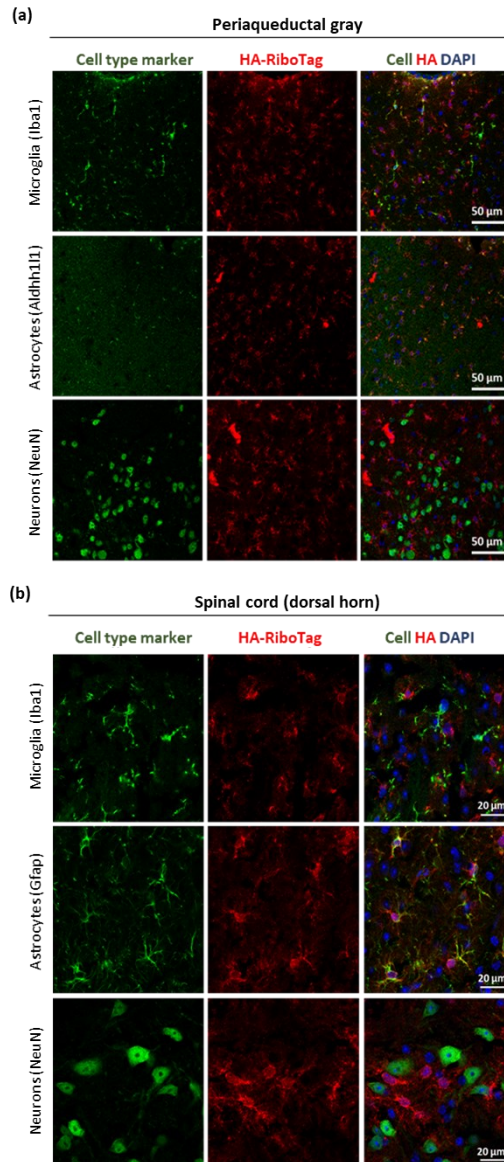 (a)
Periaqueductal gray
Cell type marker HA-RiboTag Cell HA DAPI
Microglia (Iba1)
50 µm
Astrocytes (Aldhh1l1)
50 µm
Neurons (NeuN)
50 µm
(b)
Spinal cord (dorsal horn)
Cell type marker HA-RiboTag Cell HA DAPI
Microglia (Iba1)
20 µm
Astrocytes (Gfap)
20 µm
Neurons (NeuN)
20 µm